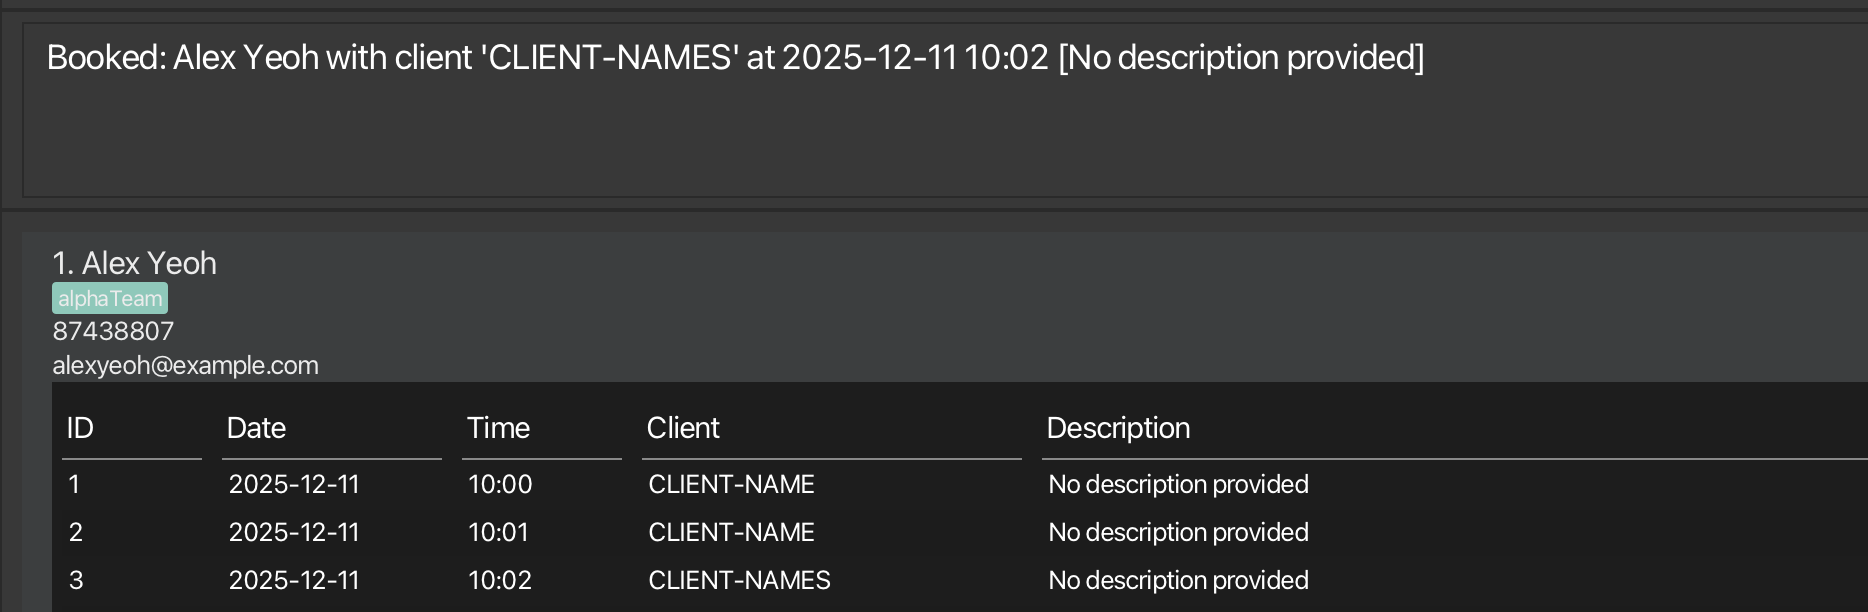 Booked: Alex Yeoh with client 'CLIENT-NAMES' at 2025-12-11 10:02 [No description provided]
1. Alex Yeoh
alphaTeam
87438807
alexyeoh@example.com
ID Date Time Client Description
1 2025-12-11 10:00 CLIENT-NAME No description provided
2 2025-12-11 10:01 CLIENT-NAME No description provided
3 2025-12-11 10:02 CLIENT-NAMES No description provided